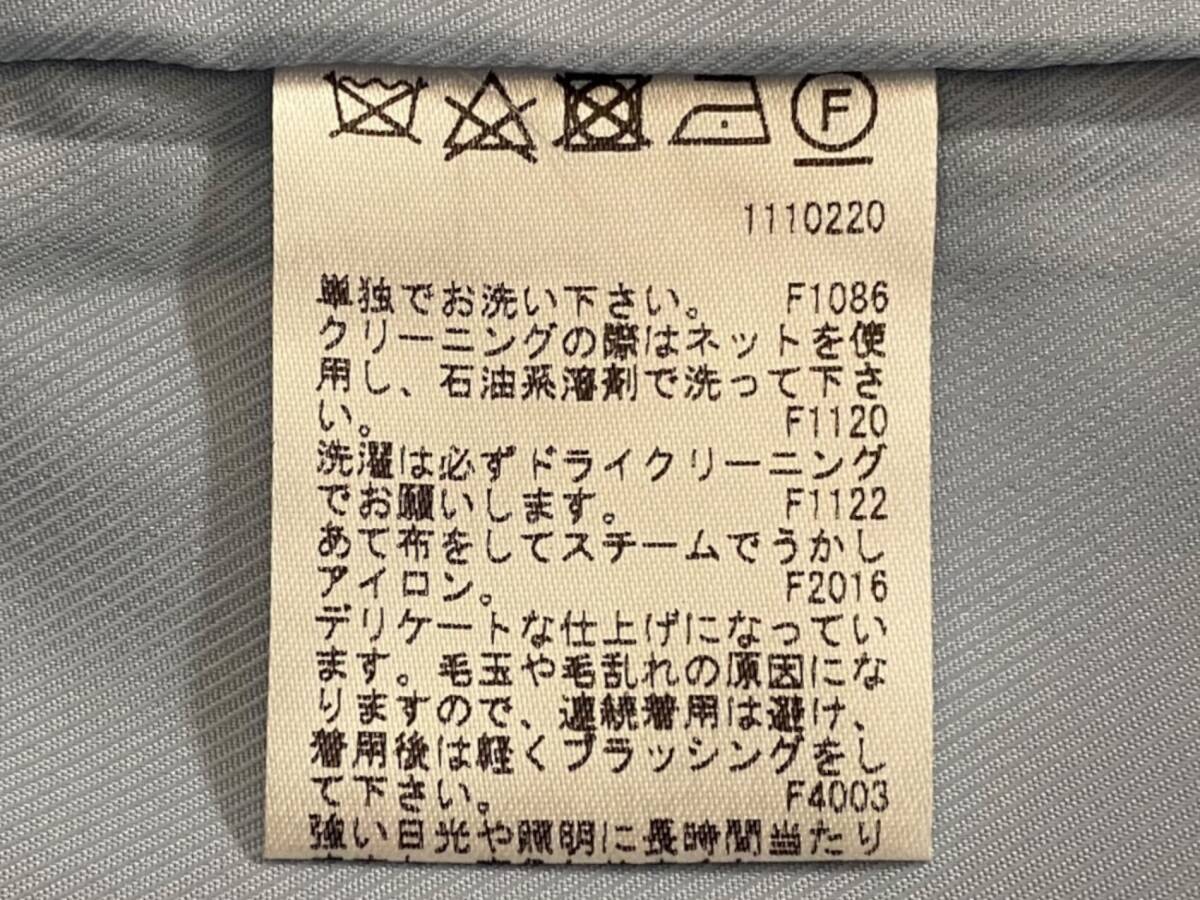 F
1110220
単独でお洗い下さい。 F1086
クリーニングの際はネットを使
用し、石油系溶剤で洗って下さ
い。 F1120
洗濯は必ずドライクリーニング
でお願いします。 F1122
あて布をしてスチームでうかし
アイロン。 F2016
デリケートな仕上げになってい
ます。毛玉や毛乱れの原因にな
りますので、連続着用は避け、
着用後は軽くブラッシングをし
て下さい。 F4003
強い日光や照明に長時間当たり